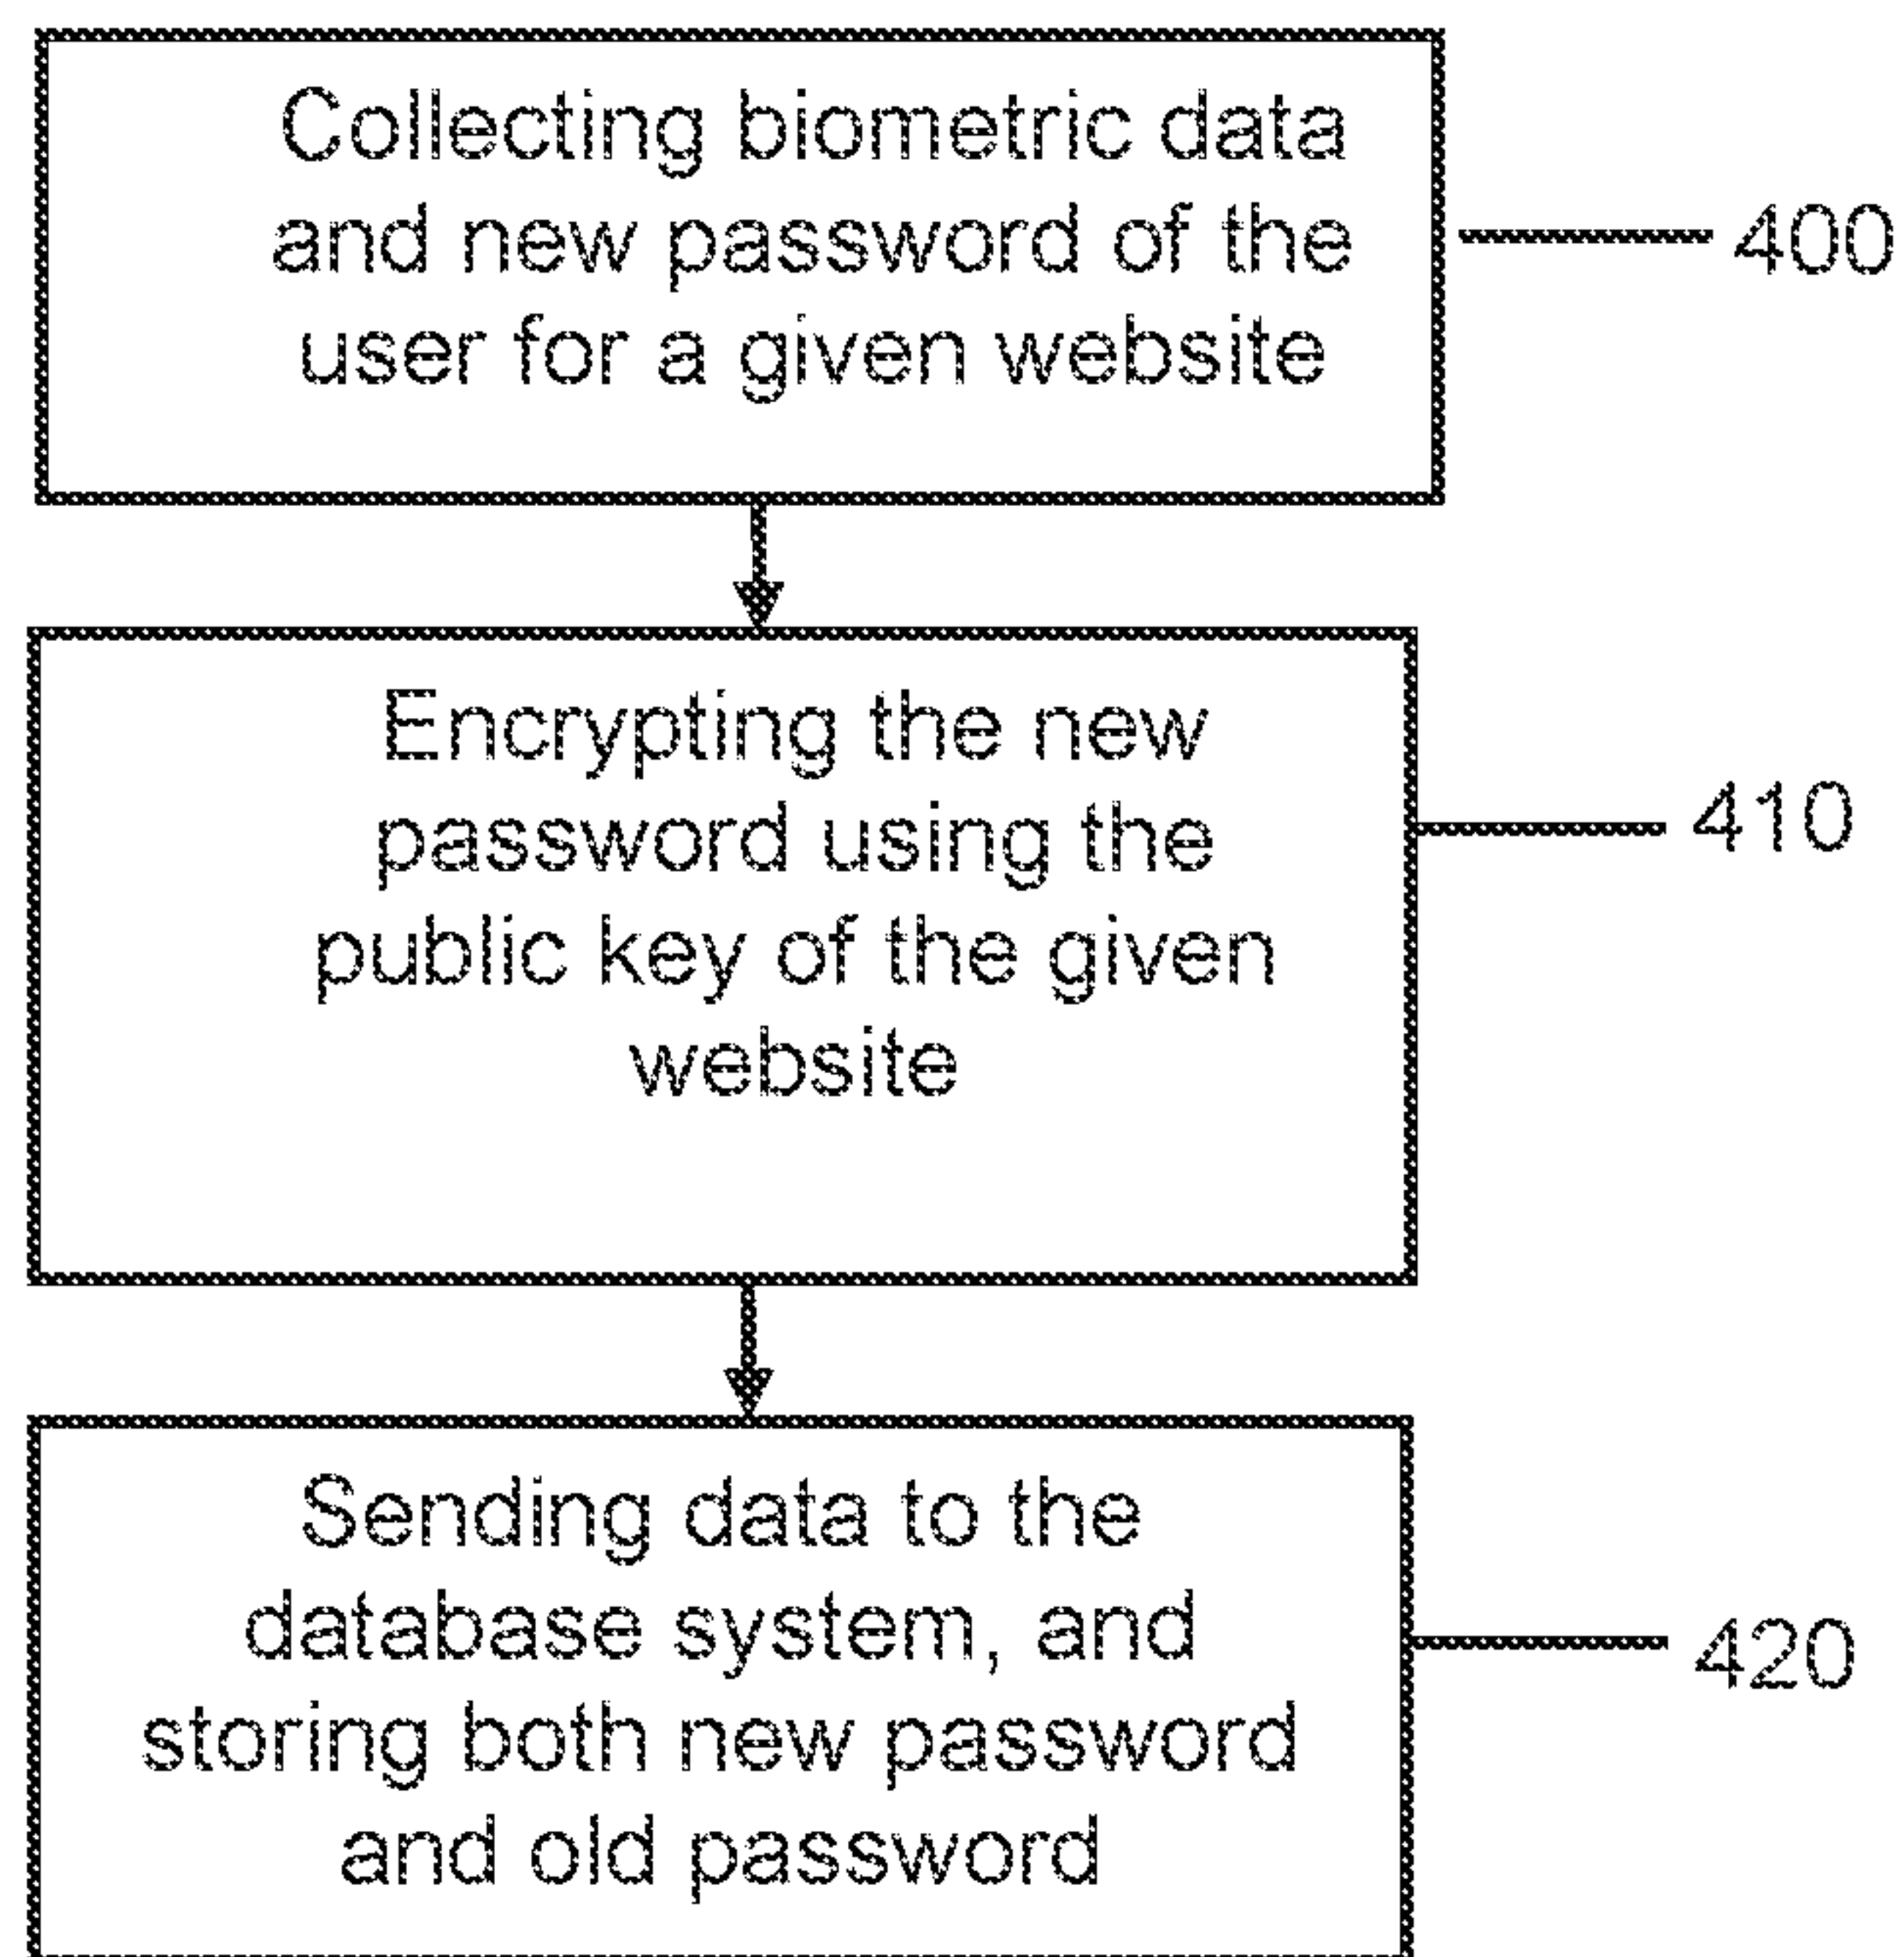 Collecting biometric data
and new password of the
user for a given website
400
Encrypting the new
password using the
public key of the given
website
410
Sending data to the
database system, and
storing both new password
and old password
420